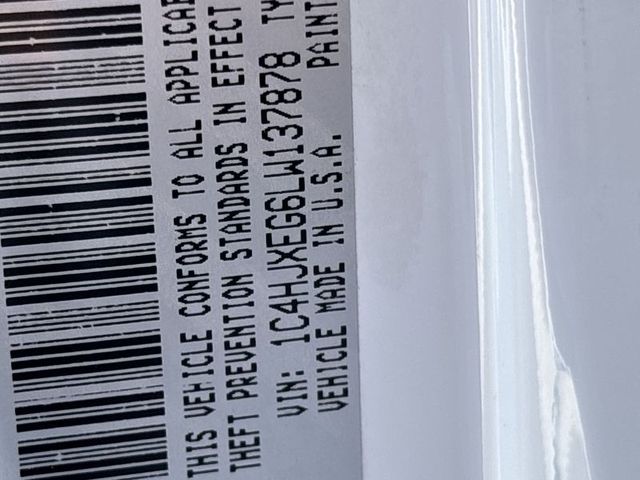 THIS VEHICLE CONFORMS TO ALL APPLICAB
THEFT PREVENTION STANDARDS IN EFFECT
VIN: 1C4HJXEG6LW137878 TY
VEHICLE MADE IN U.S.A. PAINT